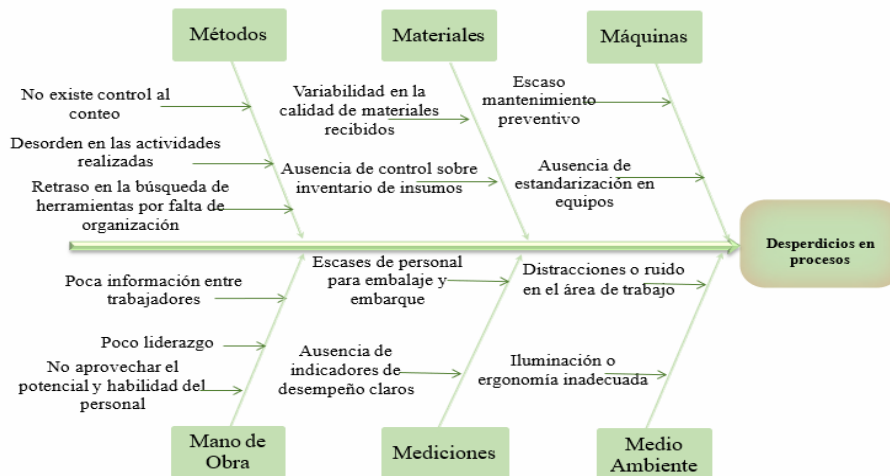 Métodos
Materiales
Máquinas
No existe control al
conteo
Desorden en las actividades
realizadas
Retraso en la búsqueda de
herramientas por falta de
organización
Variabilidad en la
calidad de materiales
recibidos
Ausencia de control sobre
inventario de insumos
Escaso
mantenimiento
preventivo
Ausencia de
estandarización en
equipos
Desperdicios en
procesos
Poca información entre
trabajadores
Poco liderazgo
No aprovechar el
potencial y habilidad del
personal
Escases de personal
para embalaje y
embarque
Ausencia de
indicadores de
desempeño claros
Distracciones o ruido
en el área de trabajo
Iluminación o
ergonomía inadecuada
Mano de
Obra
Mediciones
Medio
Ambiente